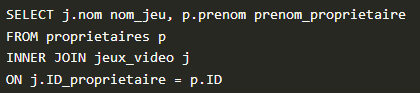 SELECT j.nom nom_jeu, p.prenom prenom_proprietaire
FROM proprietaires p
INNER JOIN jeux_video j
ON j.ID_proprietaire = p.ID